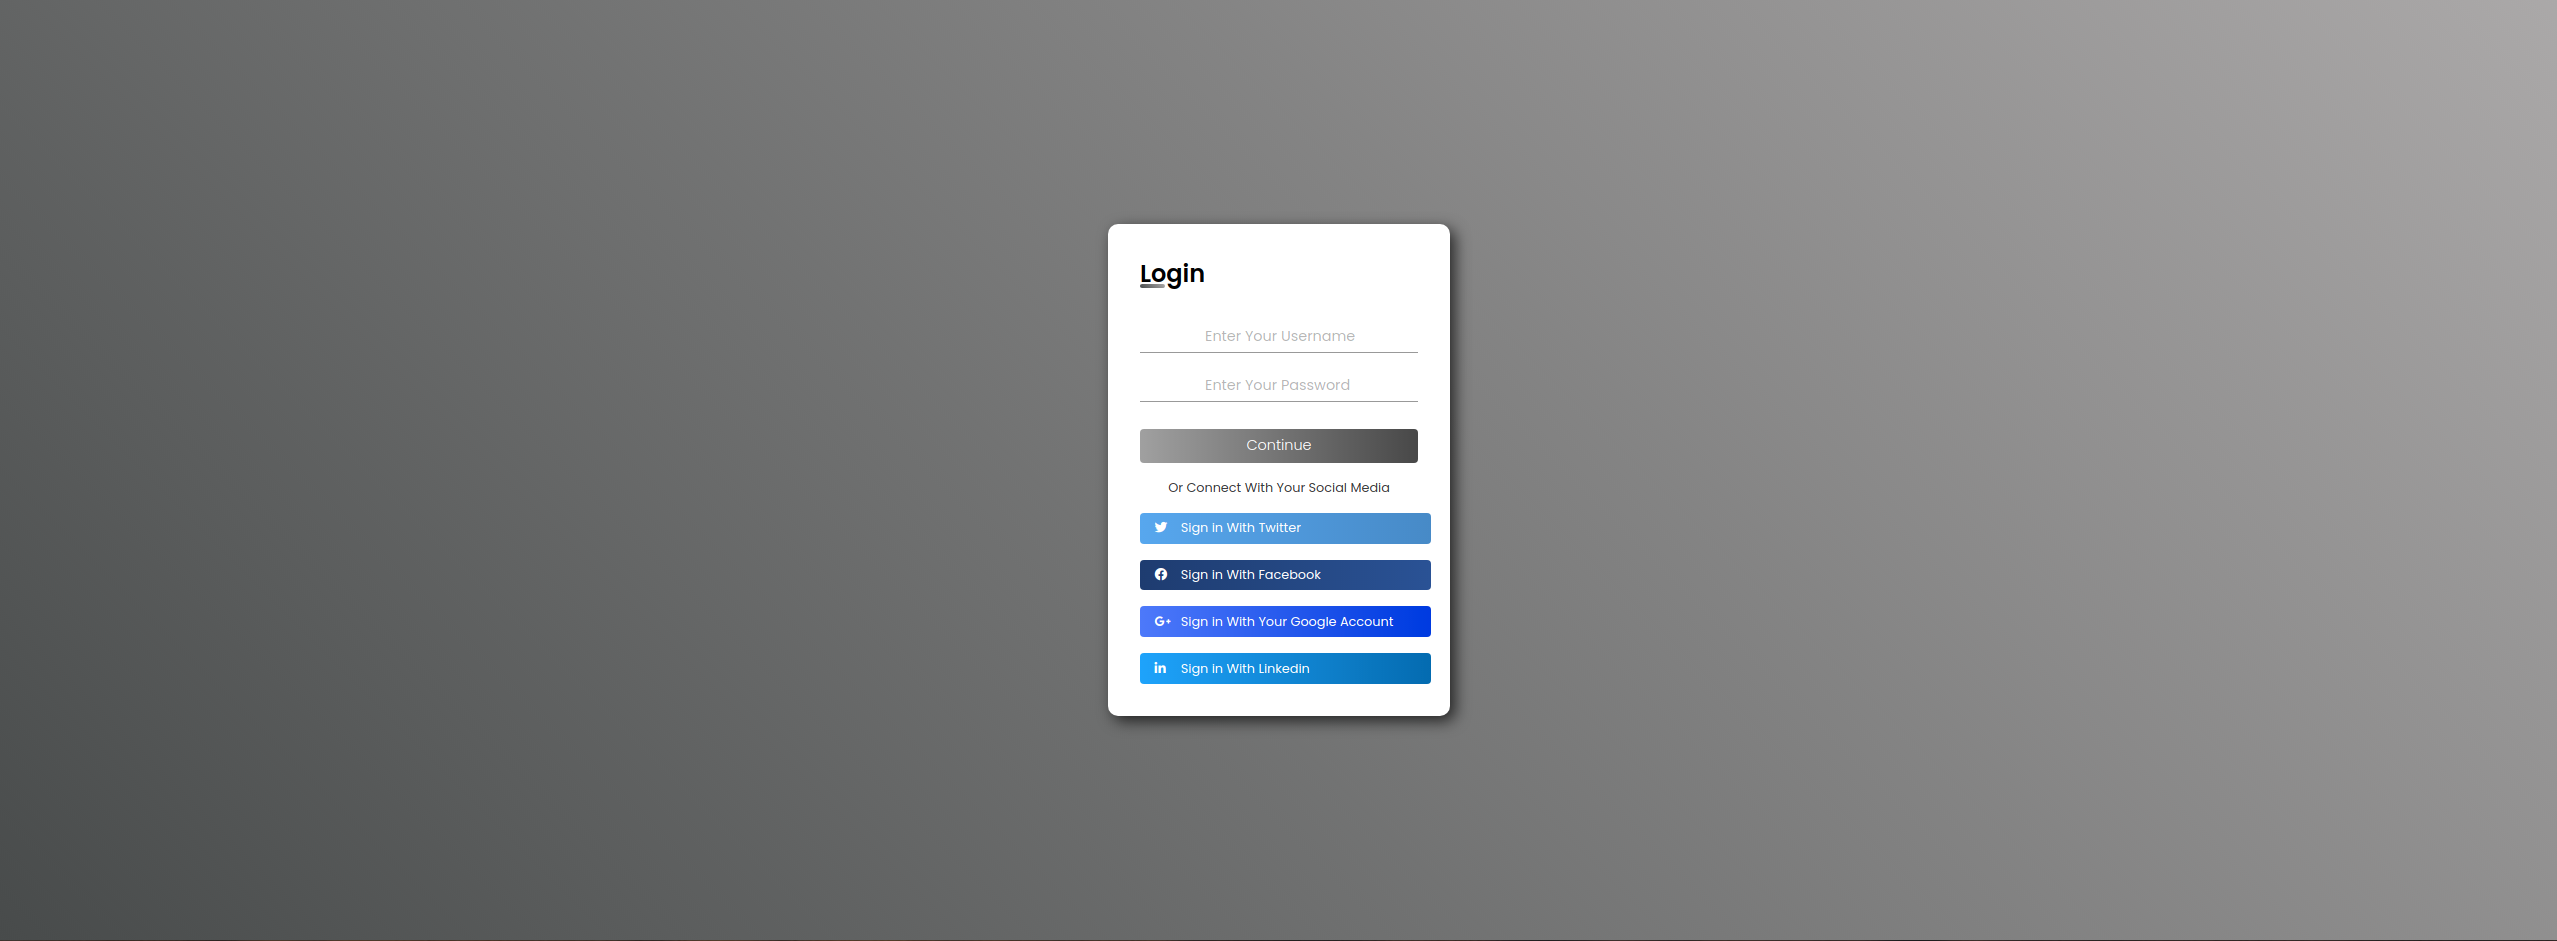 Login
Enter Your Username
Enter Your Password
Continue
Or Connect With Your Social Media
Sign in With Twitter
Sign in With Facebook
Sign in With Your Google Account
Sign in With Linkedin